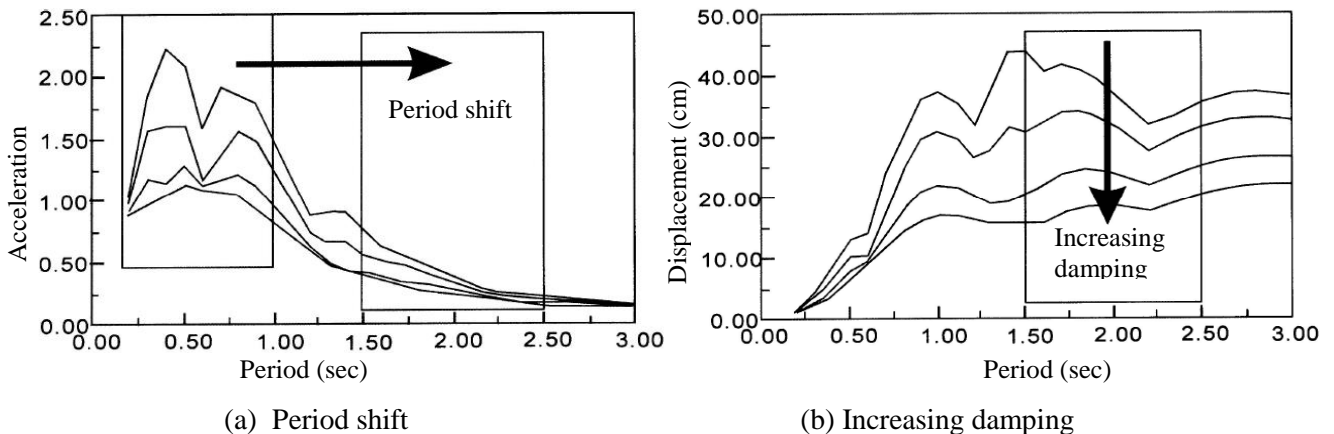 2.50
2.00
1.50
1.00
0.50
0.00
Acceleration
Period shift
0.00 0.50 1.00 1.50 2.00 2.50 3.00
Period (sec)
(a) Period shift
50.00
40.00
30.00
20.00
10.00
0.00
Displacement (cm)
Increasing
damping
0.00 0.50 1.00 1.50 2.00 2.50 3.00
Period (sec)
(b) Increasing damping